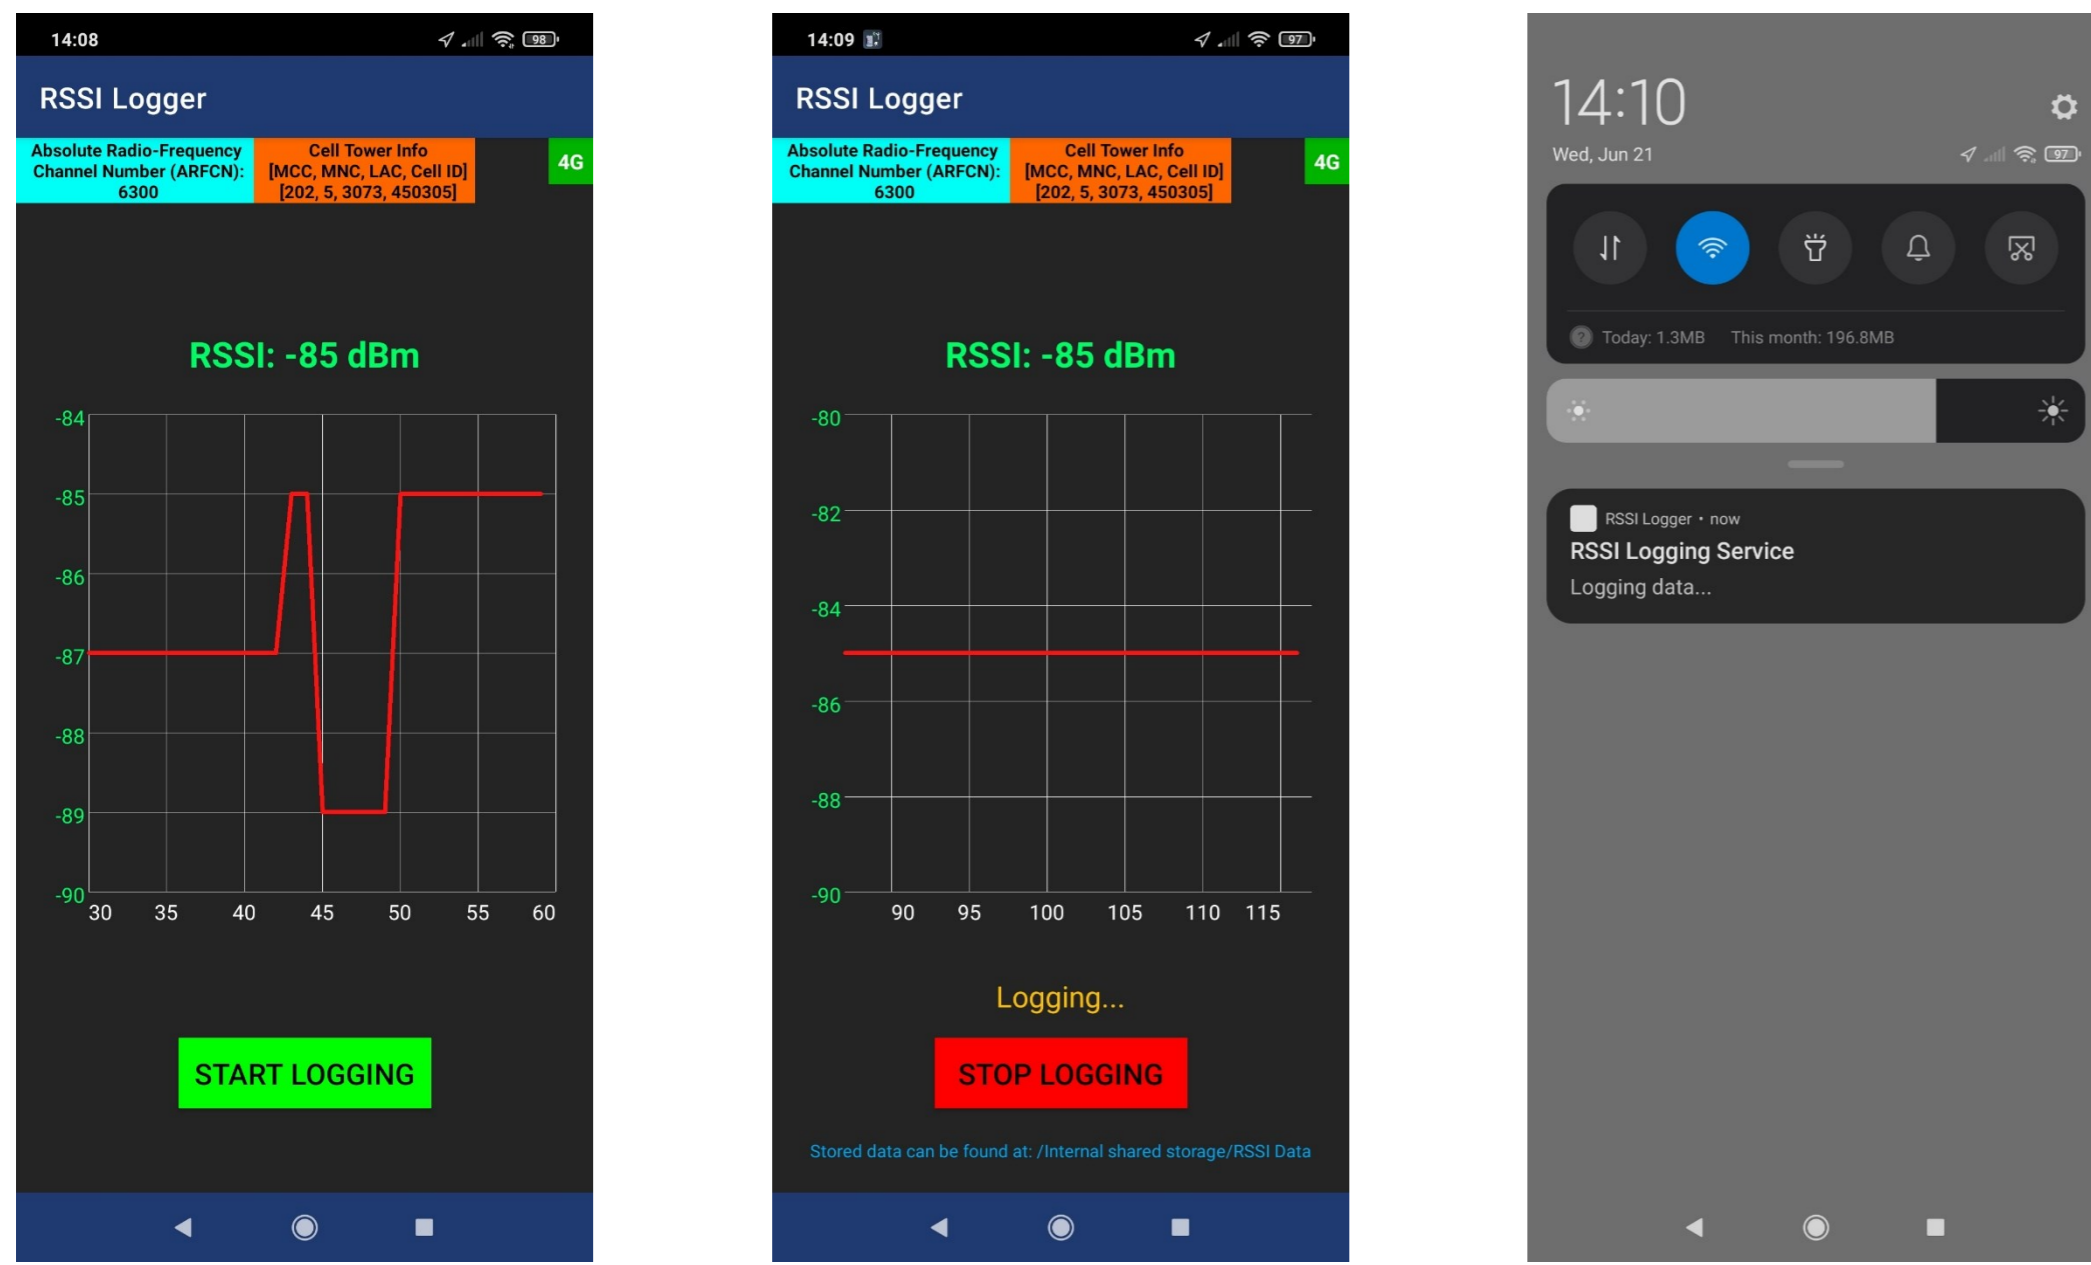 14:08
98
RSSI Logger
Absolute Radio-Frequency
Channel Number (ARFCN):
6300
Cell Tower Info
[MCC, MNC, LAC, Cell ID]
[202, 5, 3073, 450305]
4G
RSSI: -85 dBm
-84
-85
-86
-87
-88
-89
-90
30 35 40 45 50 55 60
START LOGGING
14:09
97
RSSI Logger
Absolute Radio-Frequency
Channel Number (ARFCN):
6300
Cell Tower Info
[MCC, MNC, LAC, Cell ID]
[202, 5, 3073, 450305]
4G
RSSI: -85 dBm
-80
-82
-84
-86
-88
-90
90 95 100 105 110 115
Logging...
STOP LOGGING
Stored data can be found at: /Internal shared storage/RSSI Data
14:10
Wed, Jun 21
97
Today: 1.3MB This month: 196.8MB
RSSI Logger • now
RSSI Logging Service
Logging data...